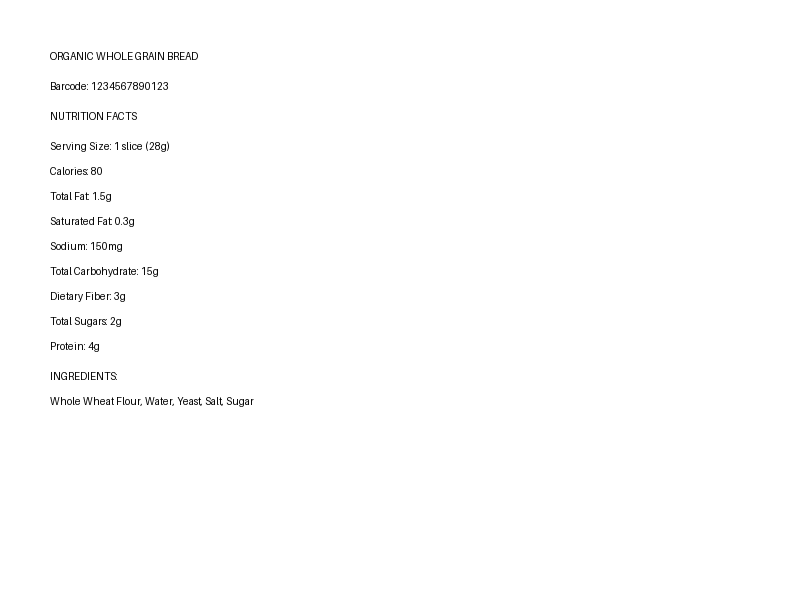 ORGANIC WHOLE GRAIN BREAD
Barcode: 1234567890123
NUTRITION FACTS
Serving Size: 1 slice (28g)
Calories: 80
Total Fat: 1.5g
Saturated Fat: 0.3g
Sodium: 150mg
Total Carbohydrate: 15g
Dietary Fiber: 3g
Total Sugars: 2g
Protein: 4g
INGREDIENTS:
Whole Wheat Flour, Water, Yeast, Salt, Sugar